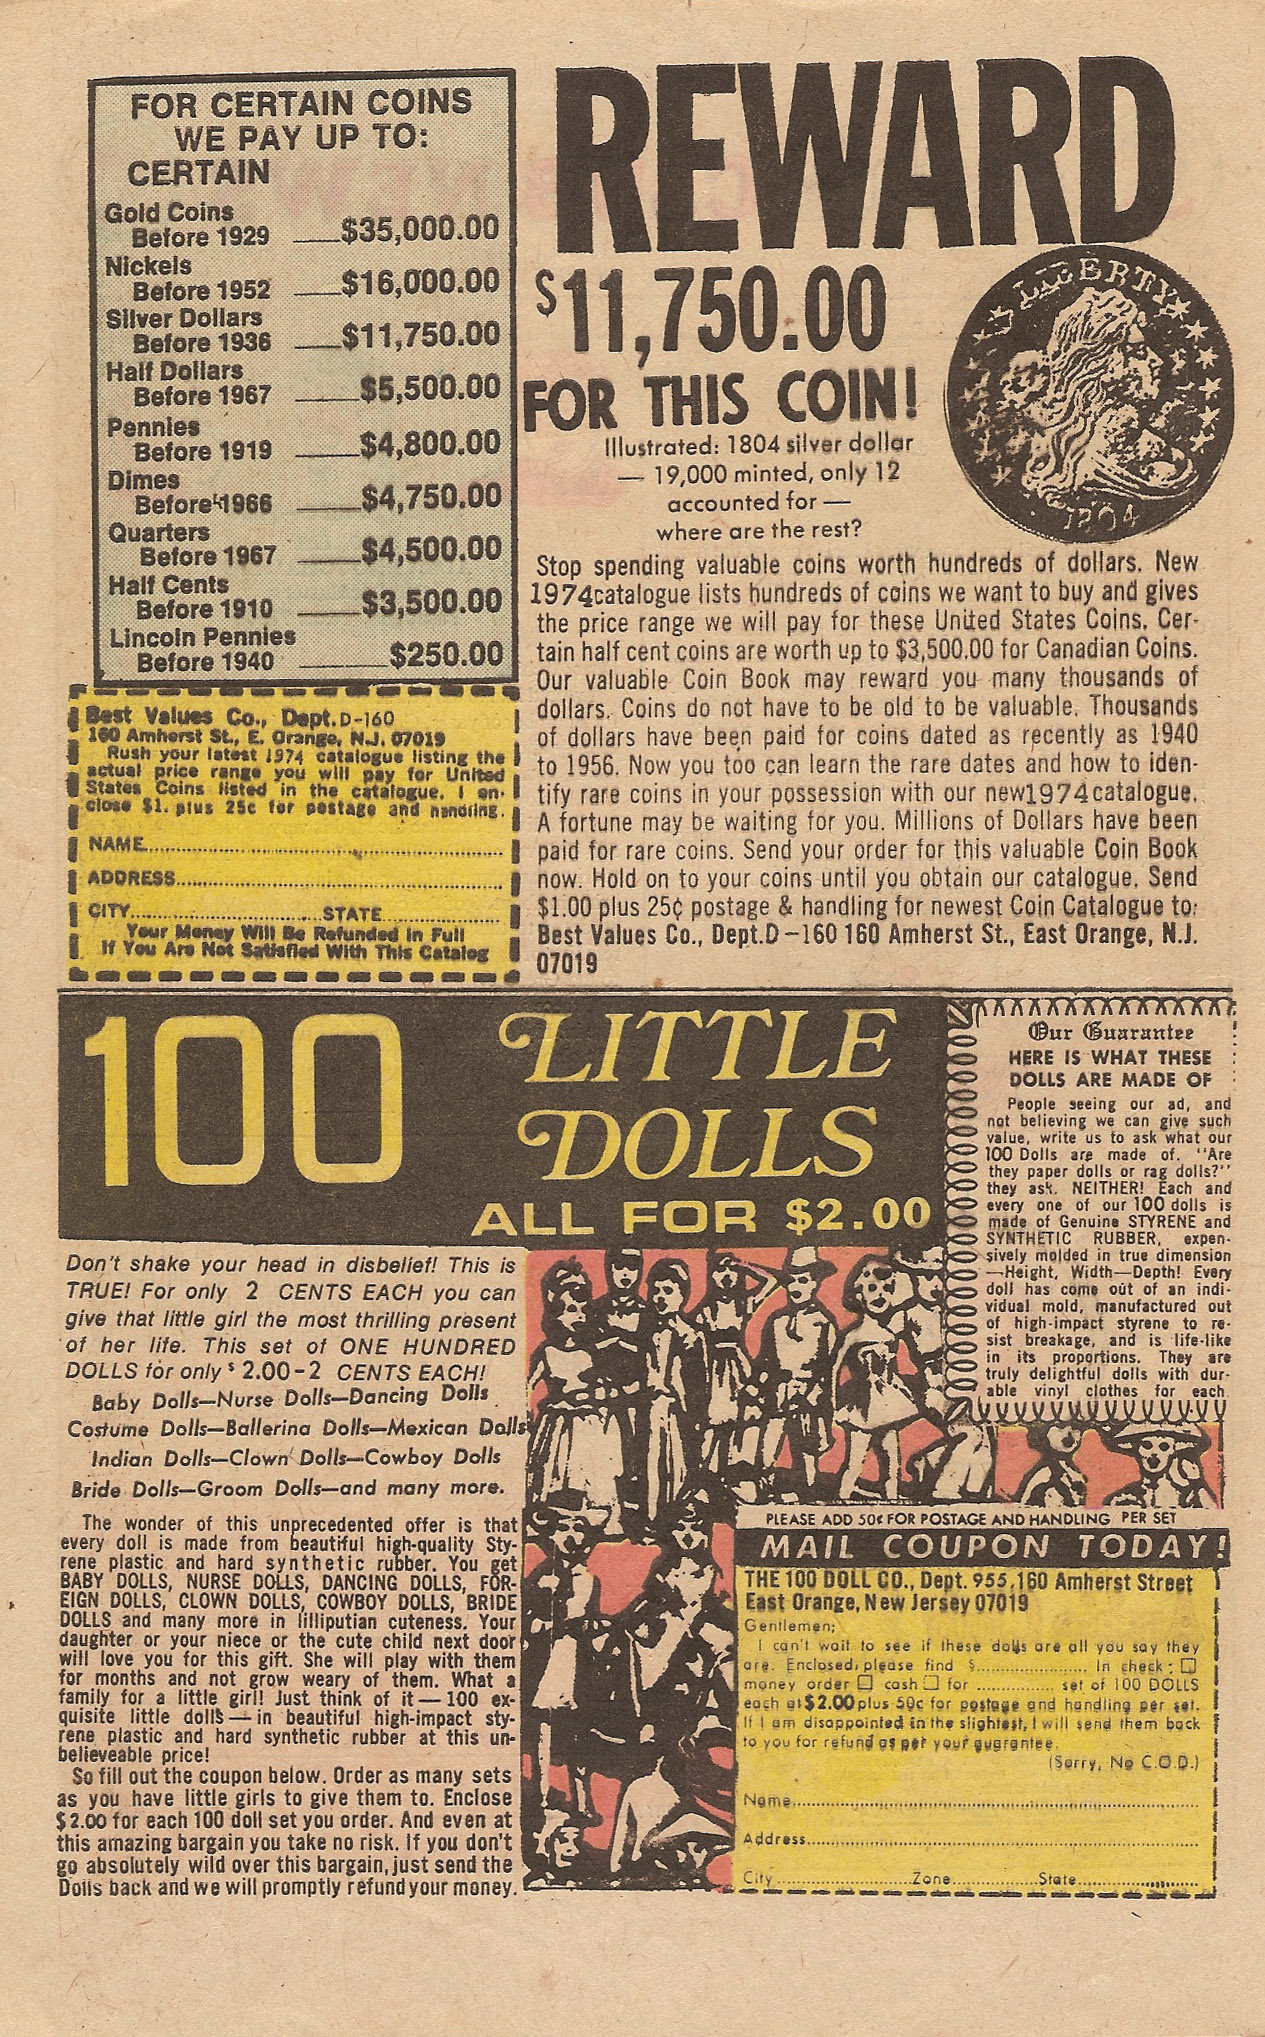 FOR CERTAIN COINS
WE PAY UP TO:
CERTAIN
Gold Coins
Before 1929 $35,000.00
Nickels
Before 1952 $16,000.00
Silver Dollars
Before 1936 $11,750.00
Half Dollars
Before 1967 $5,500.00
Pennies
Before 1919 $4,800.00
Dimes
Before 1966 $4,750.00
Quarters
Before 1967 $4,500.00
Half Cents
Before 1910 $3,500.00
Lincoln Pennies
Before 1940 $250.00
Best Values Co., Dept. D-160
160 Amherst St., E. Orange, N.J. 07019
Rush your latest 1974 catalogue listing the
actual price range you will pay for United
States Coins listed in the catalogue. I en-
close $1. plus 25c for postage and handling.
NAME
ADDRESS
CITY STATE
Your Money Will Be Refunded In Full
If You Are Not Satisfied With This Catalog
REWARD
$11,750.00
FOR THIS COIN!
LIBERTY
1804
Illustrated: 1804 silver dollar
— 19,000 minted, only 12
accounted for —
where are the rest?
Stop spending valuable coins worth hundreds of dollars. New
1974 catalogue lists hundreds of coins we want to buy and gives
the price range we will pay for these United States Coins. Cer-
tain half cent coins are worth up to $3,500.00 for Canadian Coins.
Our valuable Coin Book may reward you many thousands of
dollars. Coins do not have to be old to be valuable. Thousands
of dollars have been paid for coins dated as recently as 1940
to 1956. Now you too can learn the rare dates and how to iden-
tify rare coins in your possession with our new 1974 catalogue.
A fortune may be waiting for you. Millions of Dollars have been
paid for rare coins. Send your order for this valuable Coin Book
now. Hold on to your coins until you obtain our catalogue. Send
$1.00 plus 25¢ postage & handling for newest Coin Catalogue to:
Best Values Co., Dept. D-160 160 Amherst St., East Orange, N.J.
07019
100 LITTLE
DOLLS
ALL FOR $2.00
Don't shake your head in disbelief! This is
TRUE! For only 2 CENTS EACH you can
give that little girl the most thrilling present
of her life. This set of ONE HUNDRED
DOLLS for only $2.00-2 CENTS EACH!
Baby Dolls—Nurse Dolls—Dancing Dolls
Costume Dolls—Ballerina Dolls—Mexican Dolls
Indian Dolls—Clown Dolls—Cowboy Dolls
Bride Dolls—Groom Dolls—and many more.
The wonder of this unprecedented offer is that
every doll is made from beautiful high-quality Sty-
rene plastic and hard synthetic rubber. You get
BABY DOLLS, NURSE DOLLS, DANCING DOLLS, FOR-
EIGN DOLLS, CLOWN DOLLS, COWBOY DOLLS, BRIDE
DOLLS and many more in lilliputian cuteness. Your
daughter or your niece or the cute child next door
will love you for this gift. She will play with them
for months and not grow weary of them. What a
family for a little girl! Just think of it—100 ex-
quisite little dolls—in beautiful high-impact sty-
rene plastic and hard synthetic rubber at this un-
believeable price!
So fill out the coupon below. Order as many sets
as you have little girls to give them to. Enclose
$2.00 for each 100 doll set you order. And even at
this amazing bargain you take no risk. If you don't
go absolutely wild over this bargain, just send the
Dolls back and we will promptly refund your money.
Our Guarantee
HERE IS WHAT THESE
DOLLS ARE MADE OF
People seeing our ad, and
not believing we can give such
value, write us to ask what our
100 Dolls are made of. "Are
they paper dolls or rag dolls?"
they ask. NEITHER! Each and
every one of our 100 dolls is
made of Genuine STYRENE and
SYNTHETIC RUBBER, expen-
sively molded in true dimension
—Height, Width—Depth! Every
doll has come out of an indi-
vidual mold, manufactured out
of high-impact styrene to re-
sist breakage, and is life-like
in its proportions. They are
truly delightful dolls with dur-
able vinyl clothes for each.
PLEASE ADD 50¢ FOR POSTAGE AND HANDLING PER SET
MAIL COUPON TODAY!
THE 100 DOLL CO., Dept. 955, 160 Amherst Street
East Orange, New Jersey 07019
Gentlemen:
I can't wait to see if these dolls are all you say they
are. Enclosed, please find $ In check: ☐
money order ☐ cash ☐ for set of 100 DOLLS
each at $2.00 plus 50c for postage and handling per set.
If I am disappointed in the slightest, I will send them back
to you for refund as per your guarantee.
(Sorry, No C.O.D.)
Name
Address
City Zone State